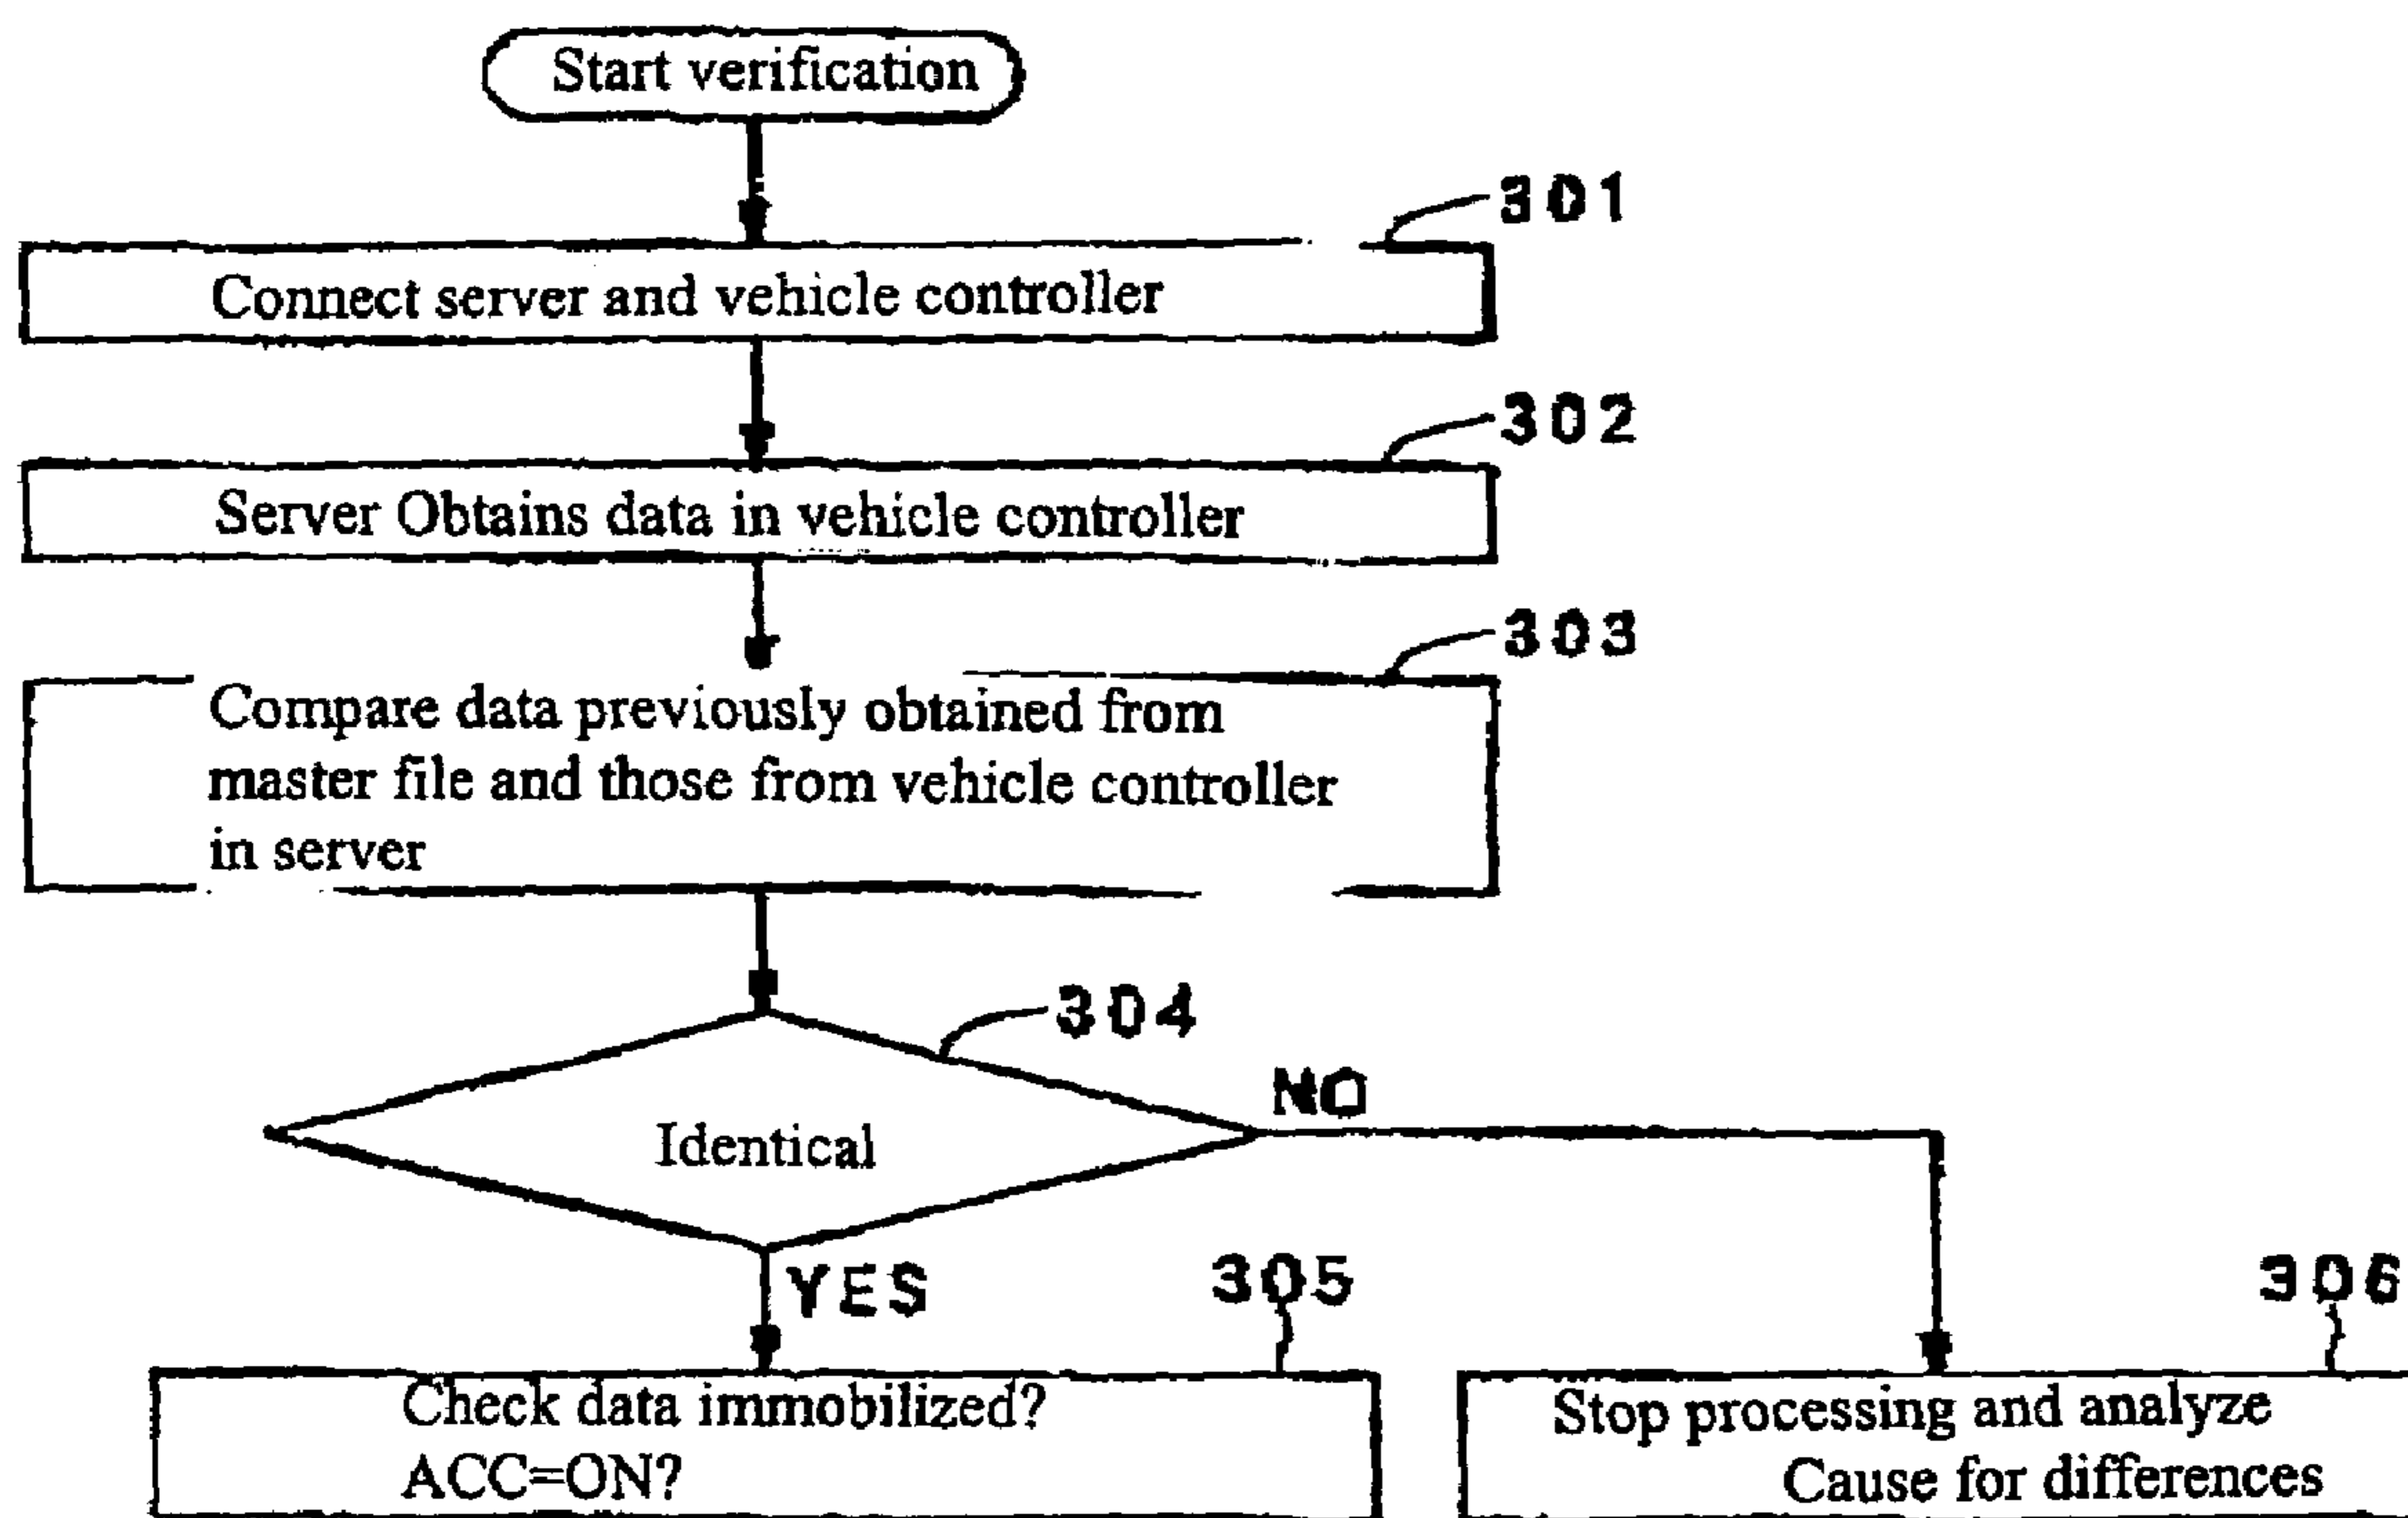 Start verification
301
Connect server and vehicle controller
302
Server Obtains data in vehicle controller
303
Compare data previously obtained from
master file and those from vehicle controller
in server
304
NO
Identical
YES
305
306
Check data immobilized?
ACC=ON?
Stop processing and analyze
Cause for differences